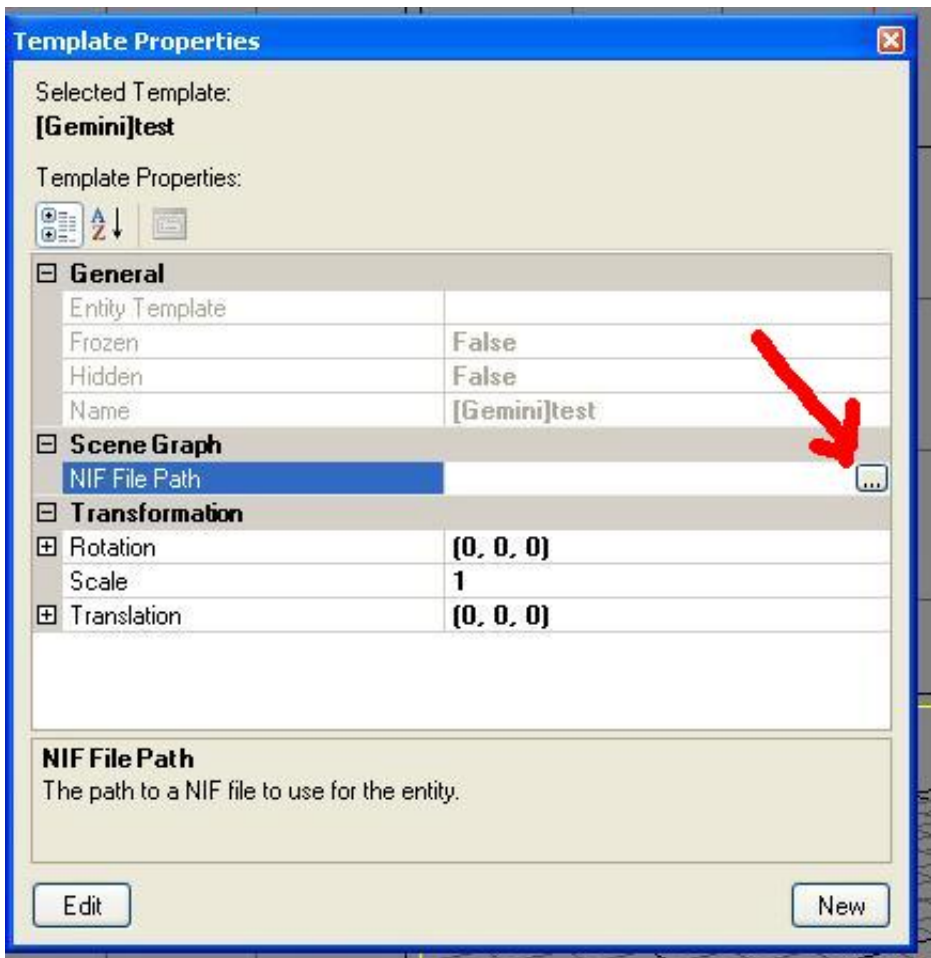 Template Properties
Selected Template:
[Gemini]test
Template Properties:
A
Z
General
Entity Template
Frozen False
Hidden False
Name [Gemini]test
Scene Graph
NIF File Path ...
Transformation
Rotation (0, 0, 0)
Scale 1
Translation (0, 0, 0)
NIF File Path
The path to a NIF file to use for the entity.
Edit New